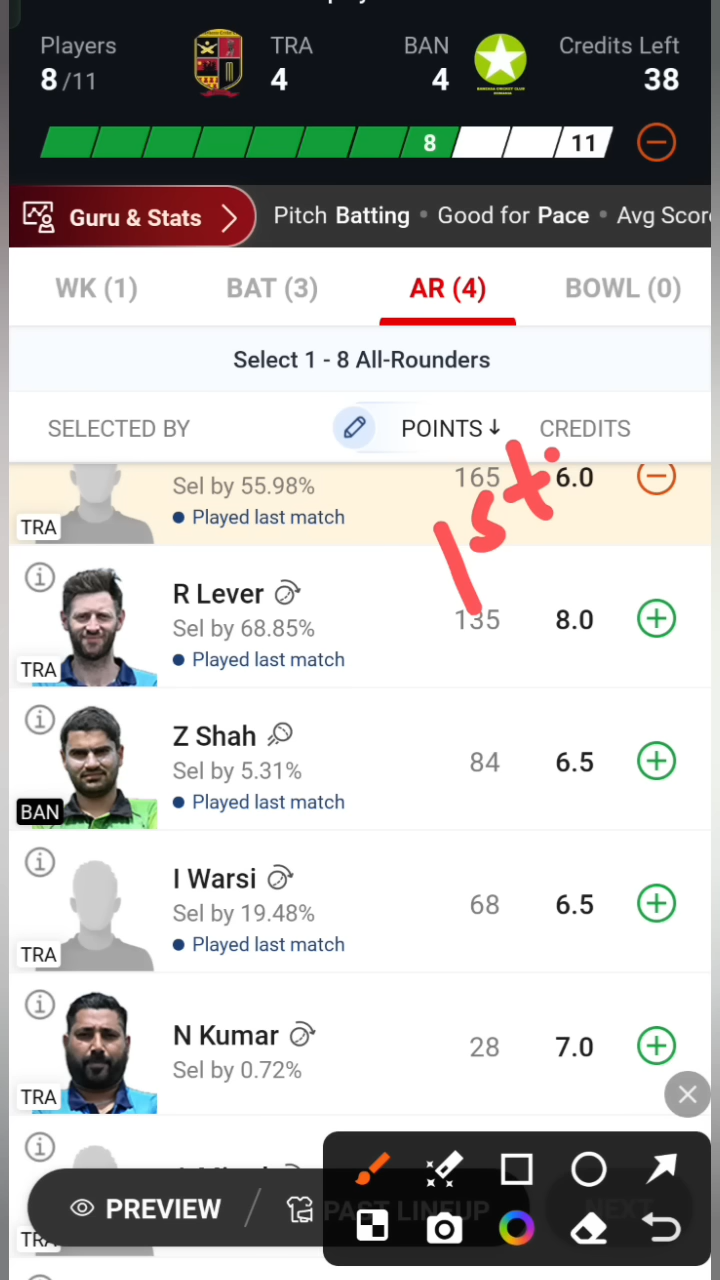 Players
8/11
TRA
4
BAN
4
Credits Left
38
8
11
Guru & Stats
Pitch Batting • Good for Pace • Avg Scor
WK (1)
BAT (3)
AR (4)
BOWL (0)
Select 1 - 8 All-Rounders
SELECTED BY
POINTS↓
CREDITS
1st.
Sel by 55.98%
165
6.0
Played last match
TRA
R Lever
Sel by 68.85%
135
8.0
Played last match
TRA
Z Shah
Sel by 5.31%
84
6.5
Played last match
BAN
I Warsi
Sel by 19.48%
68
6.5
Played last match
TRA
N Kumar
Sel by 0.72%
28
7.0
TRA
PREVIEW
PAST LINEUP
NEXT
TRA